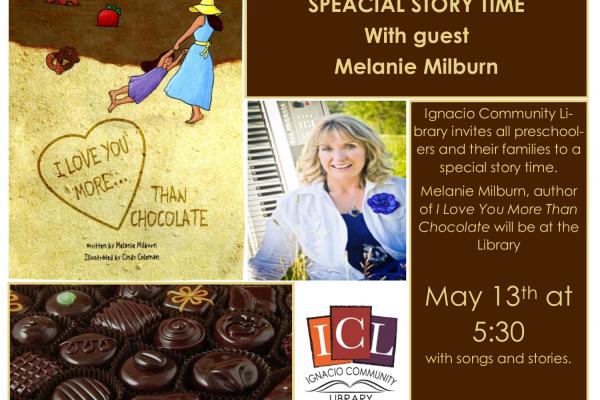 SPEACIAL STORY TIME
With guest
Melanie Milburn
I LOVE YOU
MORE...
THAN
CHOCOLATE
written by Melanie Milburn
Illustrated by Cindy Coleman
Ignacio Community Li-
brary invites all preschool-
ers and their families to a
special story time.
Melanie Milburn, author
of I Love You More Than
Chocolate will be at the
Library
May 13th at
5:30
with songs and stories.
ICL
IGNACIO COMMUNITY
LIBRARY